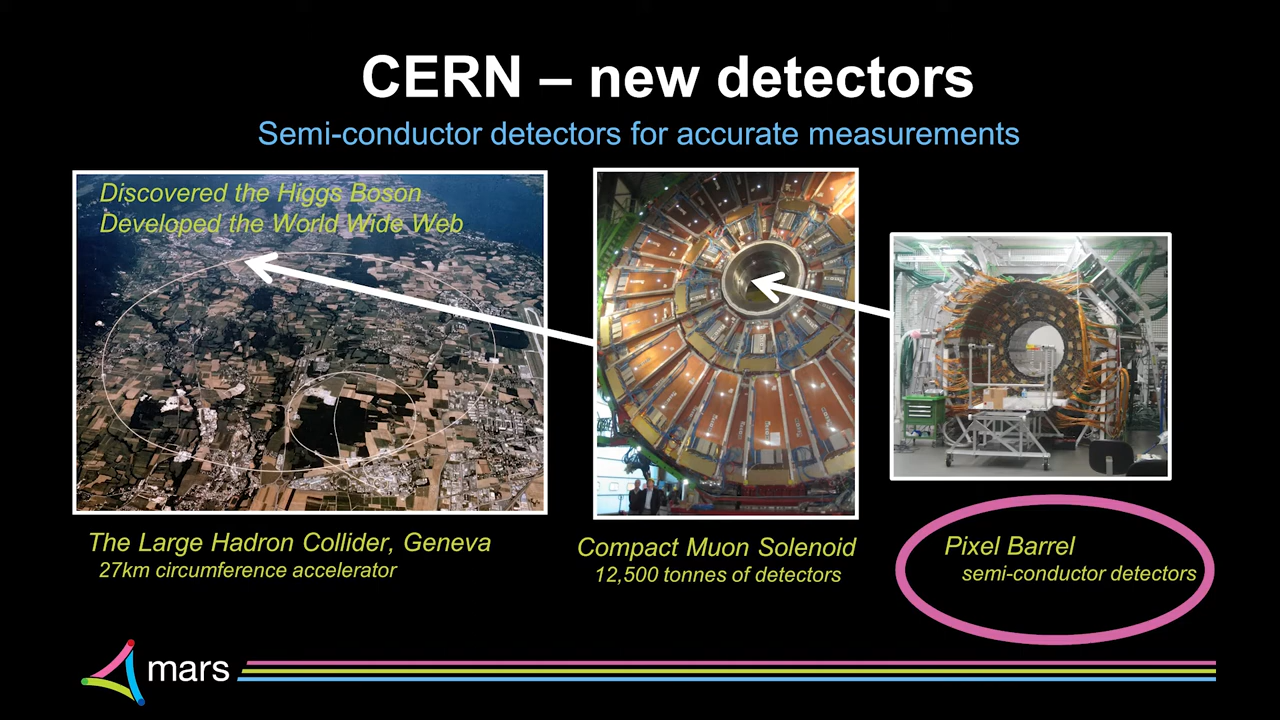 CERN – new detectors
Semi-conductor detectors for accurate measurements
Discovered the Higgs Boson
Developed the World Wide Web
The Large Hadron Collider, Geneva
27km circumference accelerator
Compact Muon Solenoid
12,500 tonnes of detectors
Pixel Barrel
semi-conductor detectors
mars